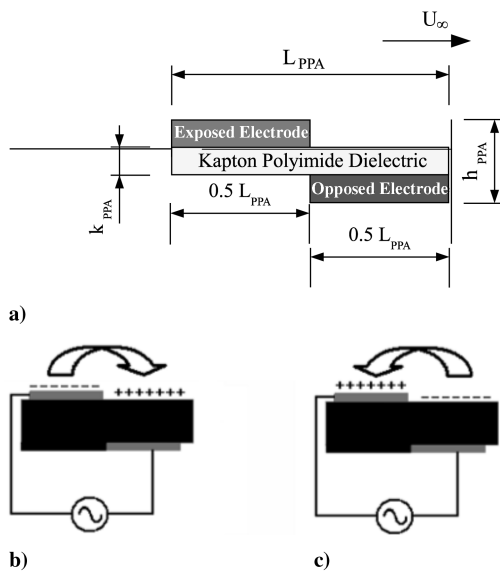 U∞
L PPA
Exposed Electrode
Kapton Polyimide Dielectric
Opposed Electrode
k PPA
h PPA
0.5 L PPA
0.5 L PPA
a)
− − − − − − −
+ + + + + + +
+ + + + + + +
− − − − − − −
b)
c)